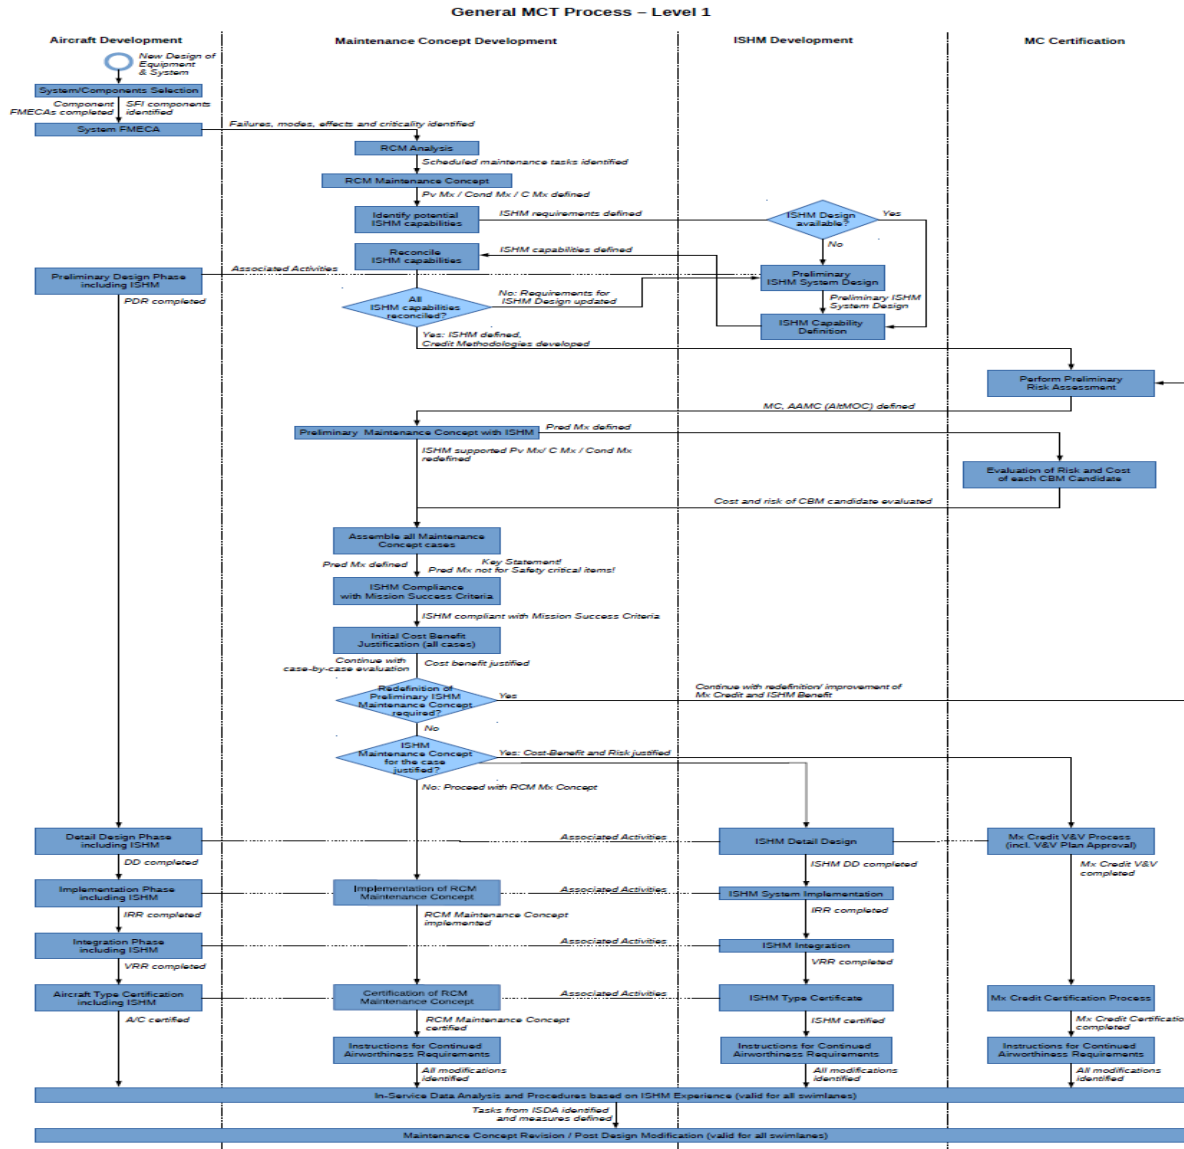 General MCT Process – Level 1
Aircraft Development
Maintenance Concept Development
ISHM Development
MC Certification
New Design of
Equipment
& System
System/Components Selection
Component
FMECAs completed
SFI components
identified
System FMECA
Failures, modes, effects and criticality identified
RCM Analysis
Scheduled maintenance tasks identified
RCM Maintenance Concept
Pv Mx / Cond Mx / C Mx defined
Identify potential
ISHM capabilities
ISHM requirements defined
ISHM Design
available?
Yes
No
Reconcile
ISHM capabilities
ISHM capabilities defined
Preliminary Design Phase
including ISHM
Associated Activities
Preliminary
ISHM System Design
PDR completed
All
ISHM capabilities
reconciled?
No: Requirements for
ISHM Design updated
Preliminary ISHM
System Design
ISHM Capability
Definition
Yes: ISHM defined,
Credit Methodologies developed
Perform Preliminary
Risk Assessment
MC, AAMC (AltMOC) defined
Preliminary Maintenance Concept with ISHM
Pred Mx defined
ISHM supported Pv Mx/ C Mx / Cond Mx
redefined
Evaluation of Risk and Cost
of each CBM Candidate
Cost and risk of CBM candidate evaluated
Assemble all Maintenance
Concept cases
Pred Mx defined
Key Statement!
Pred Mx not for Safety critical items!
ISHM Compliance
with Mission Success Criteria
ISHM compliant with Mission Success Criteria
Initial Cost Benefit
Justification (all cases)
Continue with
case-by-case evaluation
Cost benefit justified
Redefinition of
Preliminary ISHM
Maintenance Concept
required?
Yes
Continue with redefinition/ improvement of
Mx Credit and ISHM Benefit
No
ISHM
Maintenance Concept
for the case
justified?
Yes: Cost-Benefit and Risk justified
No: Proceed with RCM Mx Concept
Detail Design Phase
including ISHM
Associated Activities
ISHM Detail Design
Mx Credit V&V Process
(incl. V&V Plan Approval)
DD completed
ISHM DD completed
Mx Credit V&V
completed
Implementation Phase
including ISHM
Implementation of RCM
Maintenance Concept
Associated Activities
ISHM System Implementation
IRR completed
RCM Maintenance Concept
implemented
IRR completed
Integration Phase
including ISHM
Associated Activities
ISHM Integration
VRR completed
VRR completed
Aircraft Type Certification
including ISHM
Certification of RCM
Maintenance Concept
Associated Activities
ISHM Type Certificate
Mx Credit Certification Process
A/C certified
RCM Maintenance Concept
certified
ISHM certified
Mx Credit Certification
completed
Instructions for Continued
Airworthiness Requirements
Instructions for Continued
Airworthiness Requirements
Instructions for Continued
Airworthiness Requirements
All modifications
identified
All modifications
identified
All modifications
identified
In-Service Data Analysis and Procedures based on ISHM Experience (valid for all swimlanes)
Tasks from ISDA identified
and measures defined
Maintenance Concept Revision / Post Design Modification (valid for all swimlanes)